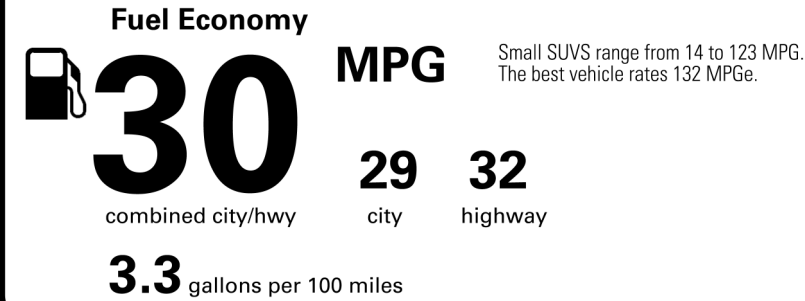 Fuel Economy
30 MPG
Small SUVS range from 14 to 123 MPG.
The best vehicle rates 132 MPGe.
29 32
combined city/hwy city highway
3.3 gallons per 100 miles